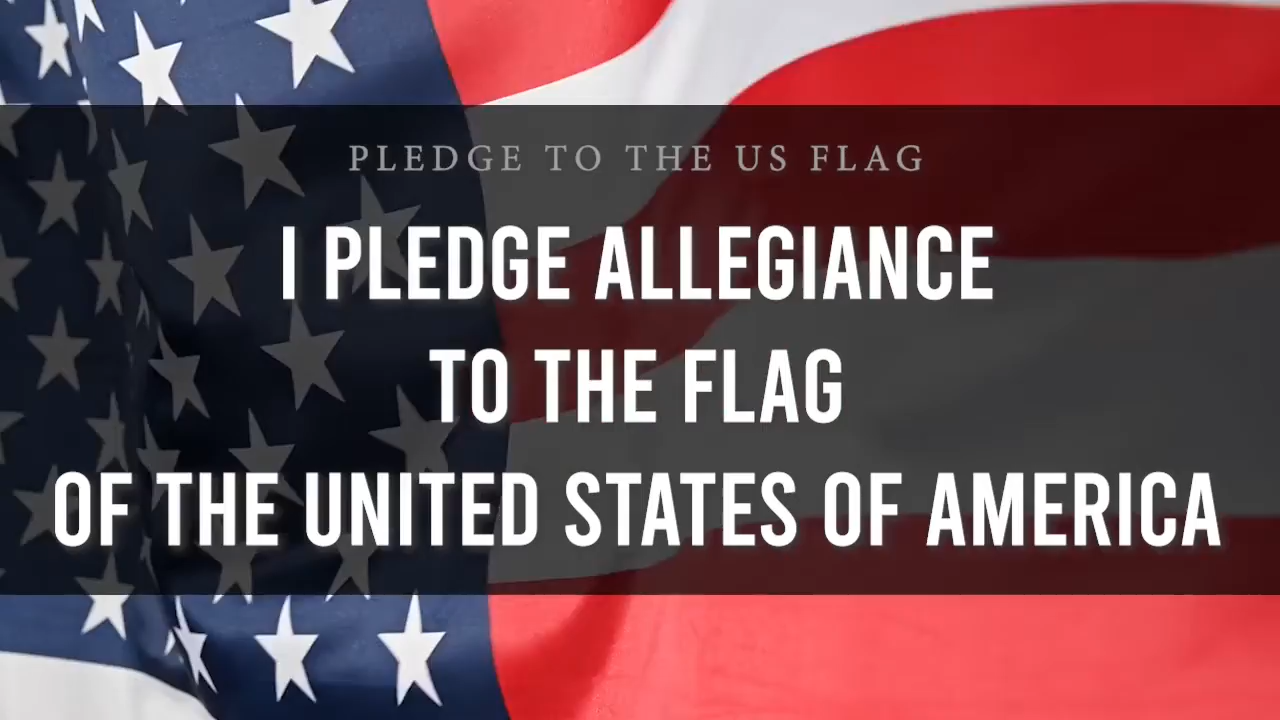 PLEDGE TO THE US FLAG
I PLEDGE ALLEGIANCE
TO THE FLAG
OF THE UNITED STATES OF AMERICA